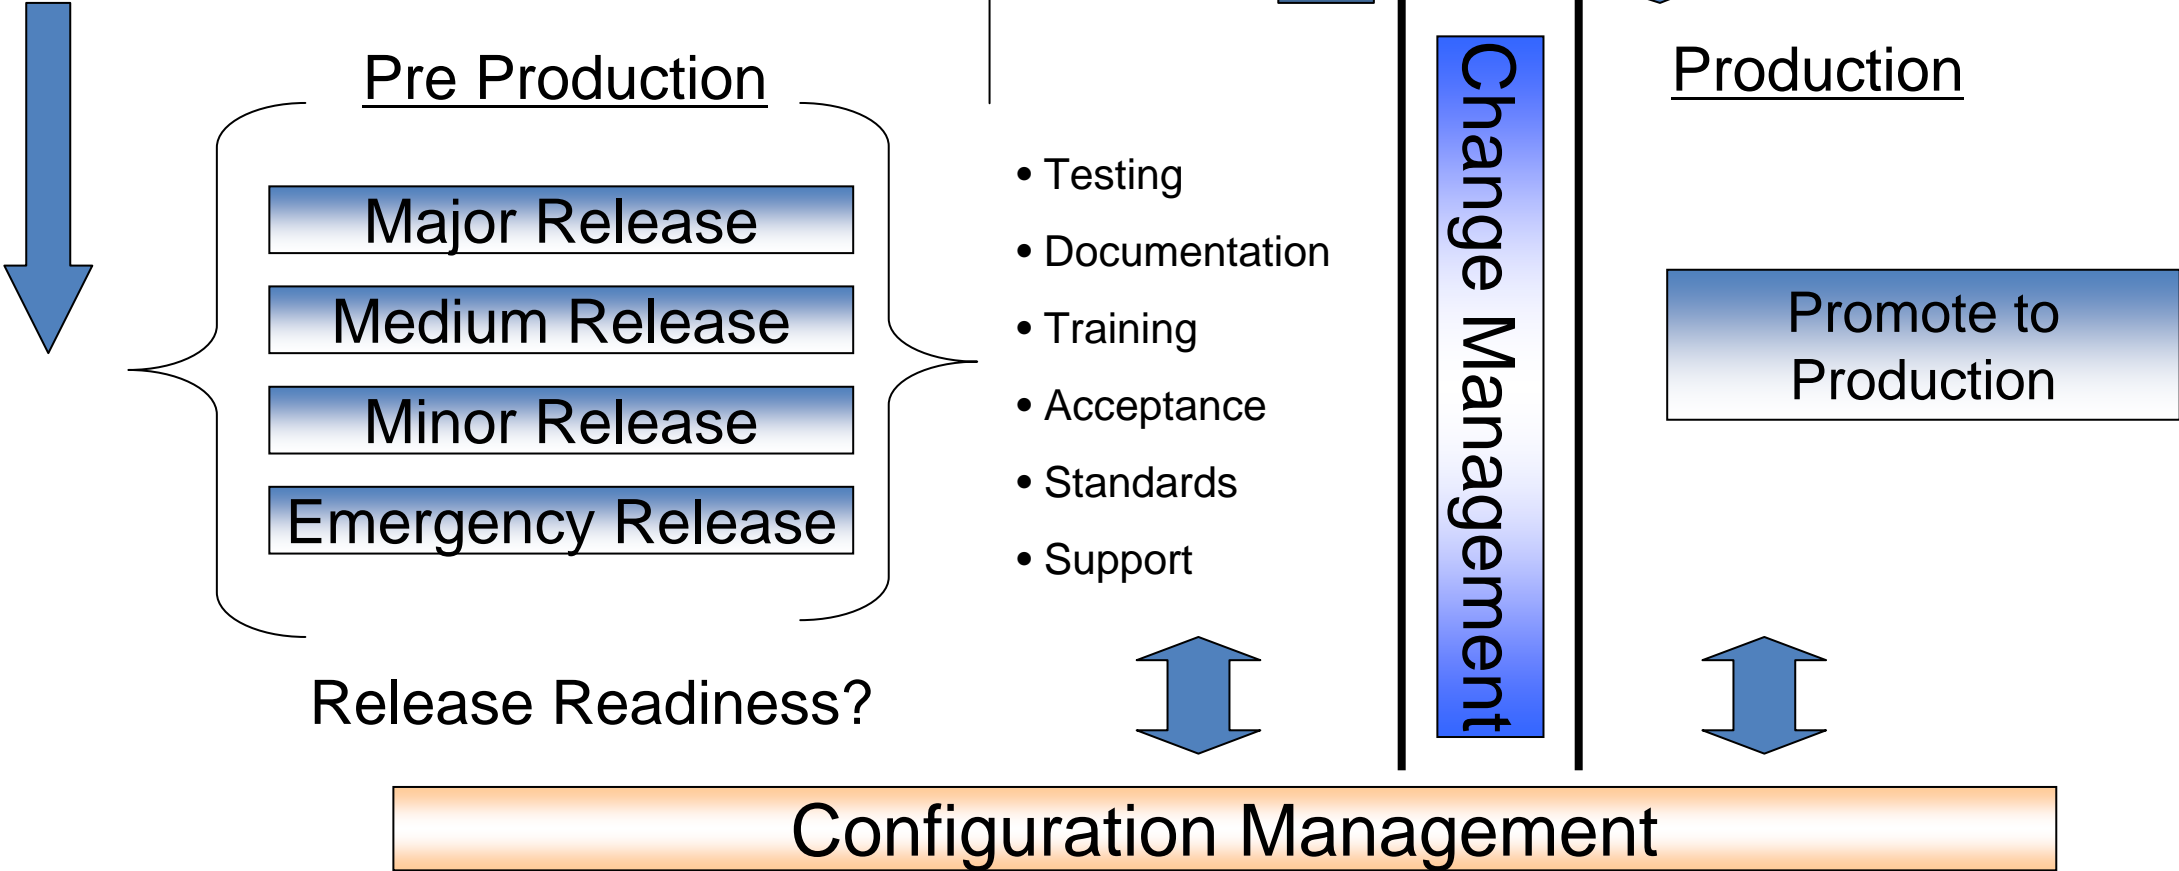 Pre Production
Major Release
Medium Release
Minor Release
Emergency Release
Release Readiness?
• Testing
• Documentation
• Training
• Acceptance
• Standards
• Support
Change Management
Production
Promote to
Production
Configuration Management